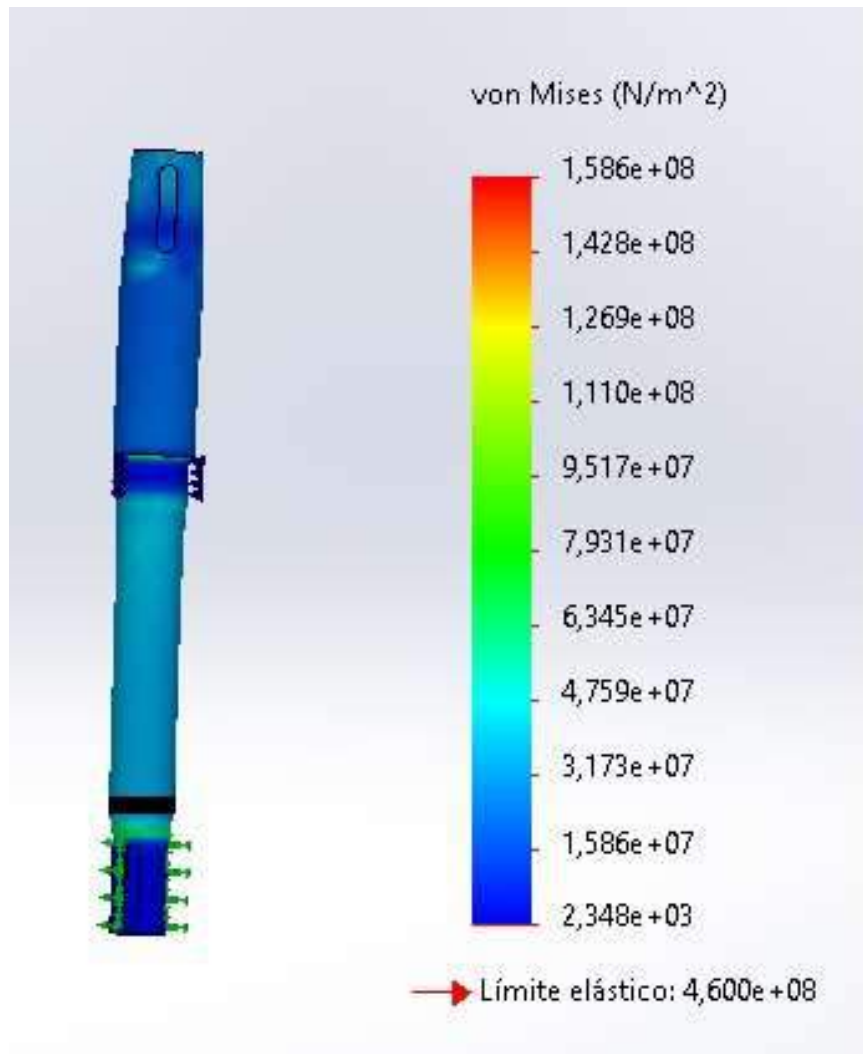 von Mises (N/m^2)
1,586e+08
1,428e+08
1,269e+08
1,110e+08
9,517e+07
7,931e+07
6,345e+07
4,759e+07
3,173e+07
1,586e+07
2,348e+03
Límite elástico: 4,600e+08